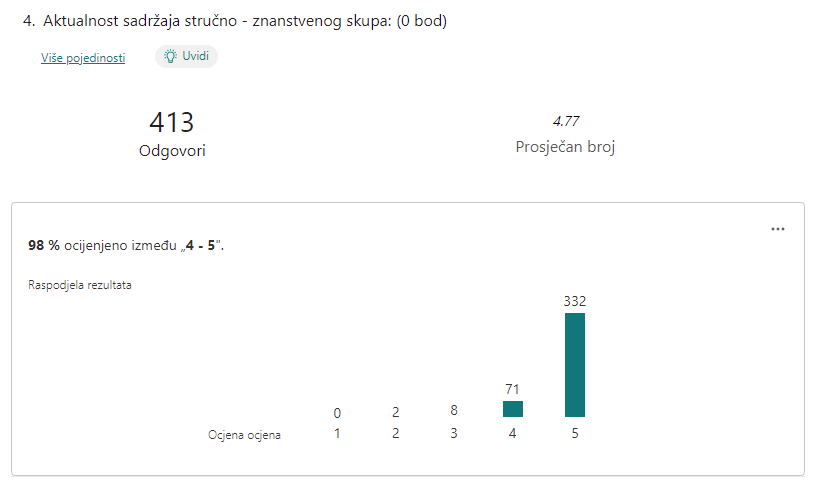 4. Aktualnost sadržaja stručno - znanstvenog skupa: (0 bod)
Više pojedinosti
Uvidi
413
Odgovori
4.77
Prosječan broj
98 % ocijenjeno između „4 - 5".
Raspodjela rezultata
0 2 8 71 332
Ocjena ocjena 1 2 3 4 5